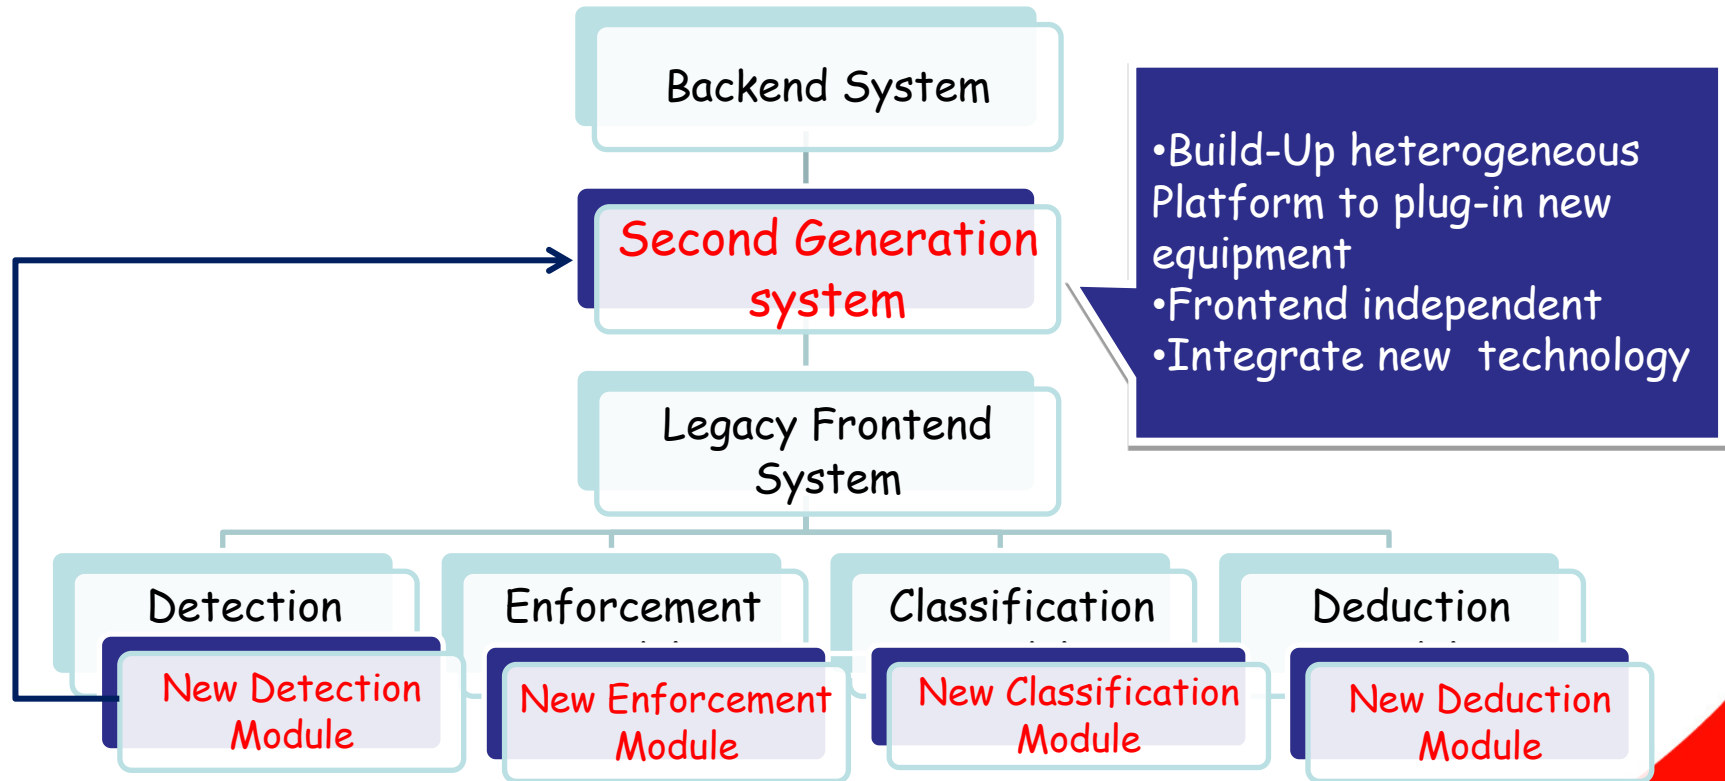 Backend System
Second Generation
system
•Build-Up heterogeneous
Platform to plug-in new
equipment
•Frontend independent
•Integrate new  technology
Legacy Frontend
System
Detection
Enforcement
Classification
Deduction
New Detection
Module
New Enforcement
Module
New Classification
Module
New Deduction
Module